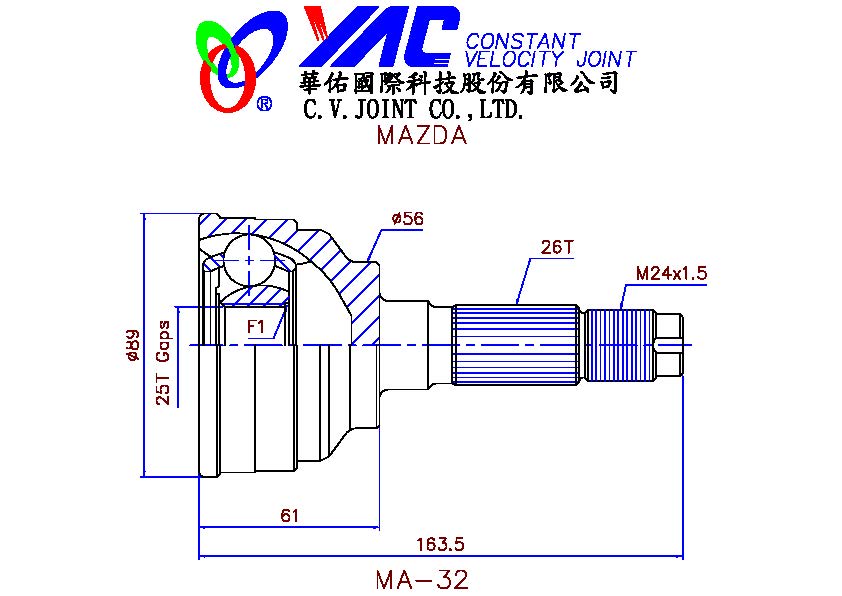 YAC CONSTANT
VELOCITY JOINT
®
華佑國際科技股份有限公司
C.V.JOINT CO.,LTD.
MAZDA
ø56
26T
M24x1.5
F1
ø89
25T Gaps
61
163.5
MA-32